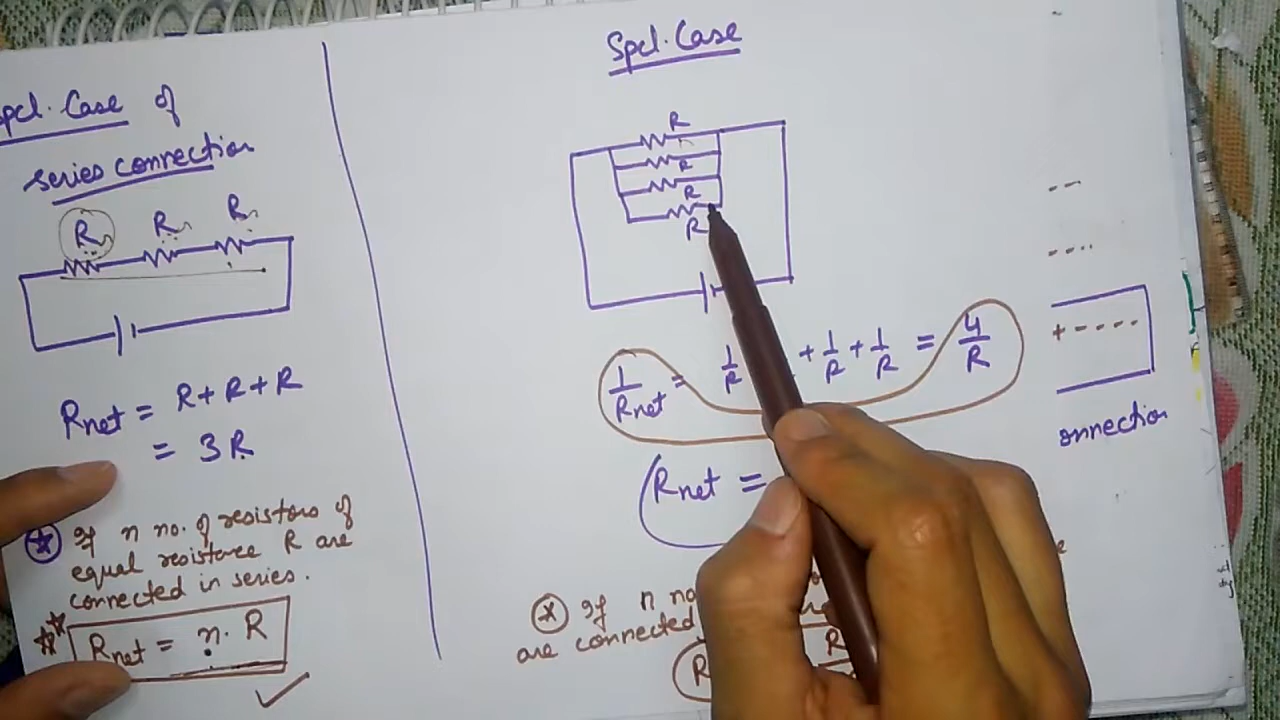 Spcl. Case of
series connection
R R R
Rnet = R + R + R
= 3R
If n no. of resistors of
equal resistance R are
connected in series.
Rnet = n. R
Spcl. Case
R
R
R
R
1/Rnet = 1/R + 1/R + 1/R = 4/R
Rnet =
If n no
are connected
R
R
onnection